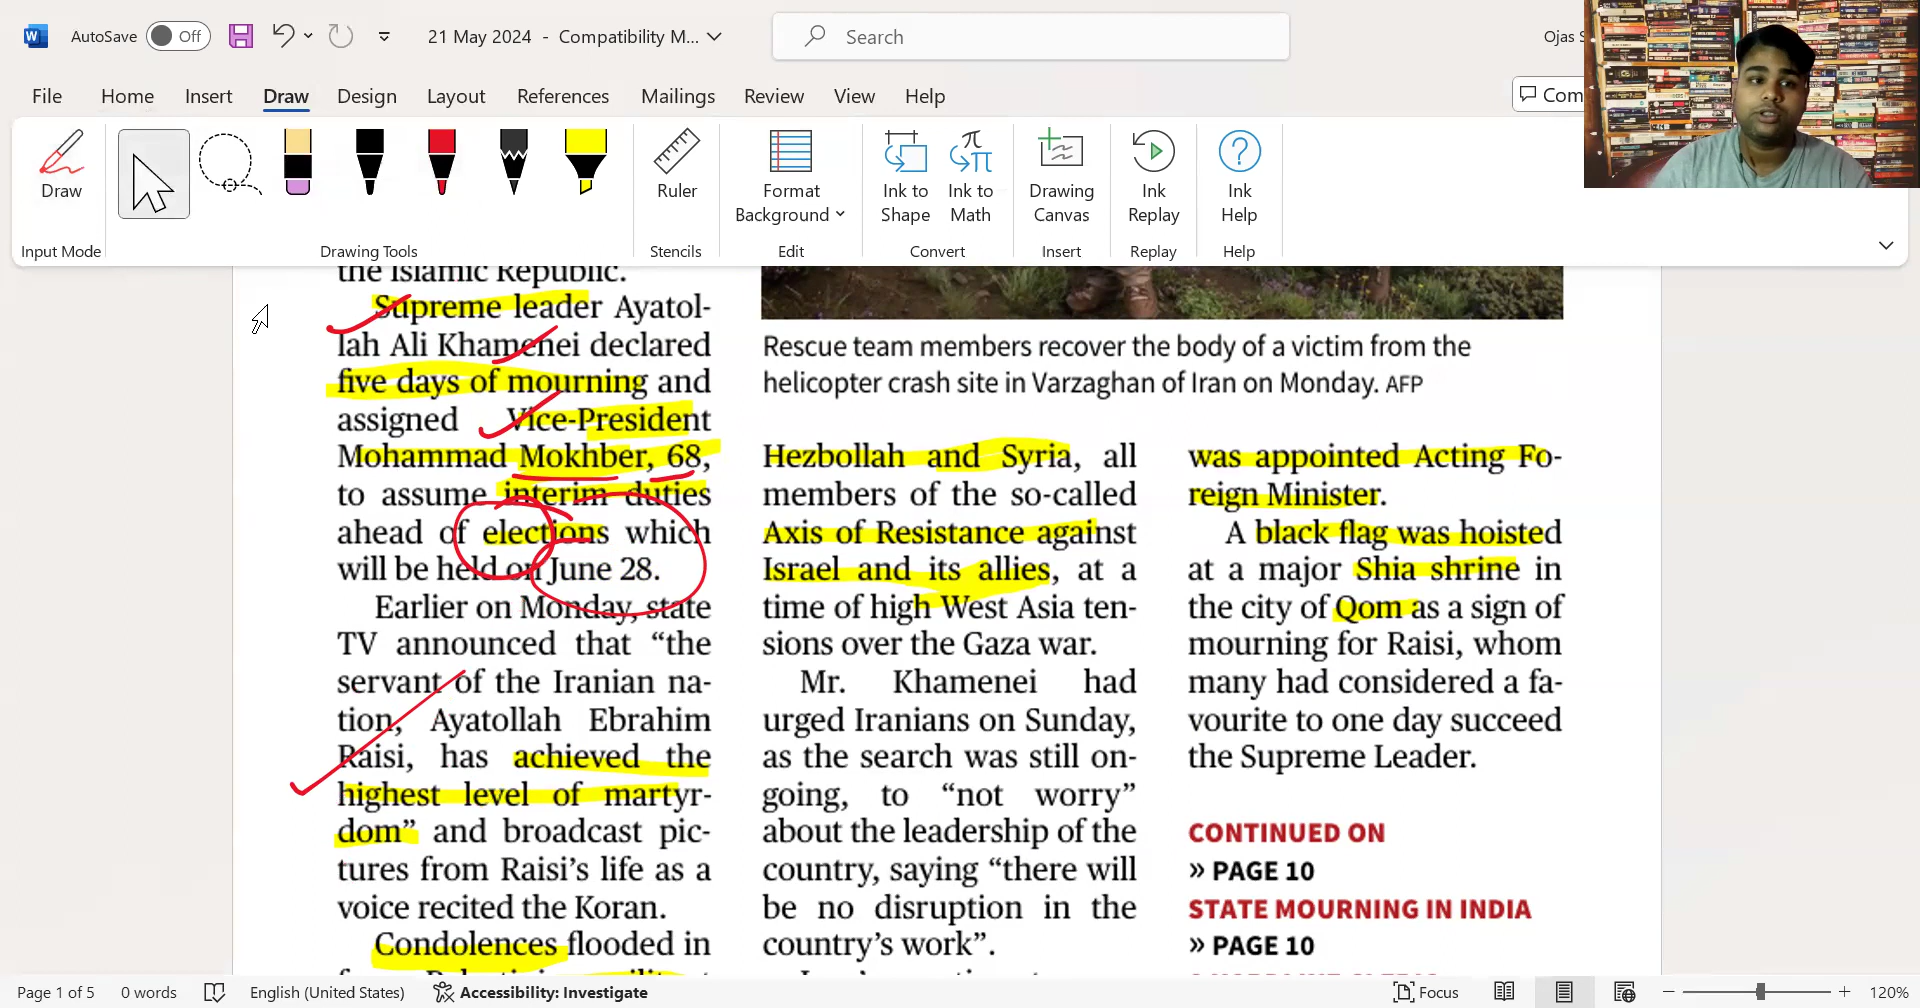 AutoSave Off 21 May 2024 - Compatibility M... Search Ojas S
File Home Insert Draw Design Layout References Mailings Review View Help Com
Draw
Input Mode
Drawing Tools
Ruler
Stencils
Format
Background
Edit
Ink to
Shape
Ink to
Math
Convert
Drawing
Canvas
Insert
Ink
Replay
Replay
Ink
Help
Help
the Islamic Republic.
Supreme leader Ayatol-
lah Ali Khamenei declared
five days of mourning and
assigned Vice-President
Mohammad Mokhber, 68,
to assume interim duties
ahead of elections which
will be held on June 28.
Earlier on Monday, state
TV announced that “the
servant of the Iranian na-
tion, Ayatollah Ebrahim
Raisi, has achieved the
highest level of martyr-
dom” and broadcast pic-
tures from Raisi’s life as a
voice recited the Koran.
Condolences flooded in
Rescue team members recover the body of a victim from the
helicopter crash site in Varzaghan of Iran on Monday. AFP
Hezbollah and Syria, all
members of the so-called
Axis of Resistance against
Israel and its allies, at a
time of high West Asia ten-
sions over the Gaza war.
Mr. Khamenei had
urged Iranians on Sunday,
as the search was still on-
going, to “not worry”
about the leadership of the
country, saying “there will
be no disruption in the
country’s work”.
was appointed Acting Fo-
reign Minister.
A black flag was hoisted
at a major Shia shrine in
the city of Qom as a sign of
mourning for Raisi, whom
many had considered a fa-
vourite to one day succeed
the Supreme Leader.
CONTINUED ON
» PAGE 10
STATE MOURNING IN INDIA
» PAGE 10
Page 1 of 5 0 words English (United States) Accessibility: Investigate Focus 120%